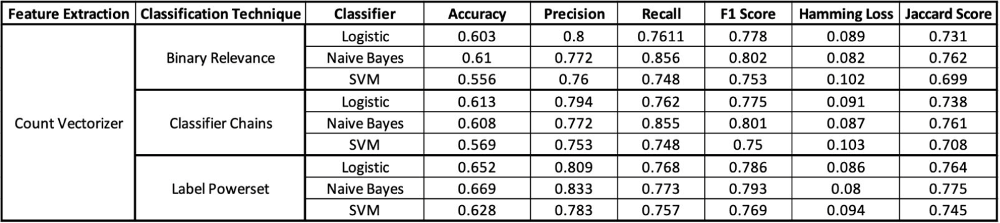 Feature Extraction Classification Technique Classifier Accuracy Precision Recall F1 Score Hamming Loss Jaccard Score
Logistic 0.603 0.8 0.7611 0.778 0.089 0.731
Binary Relevance Naive Bayes 0.61 0.772 0.856 0.802 0.082 0.762
SVM 0.556 0.76 0.748 0.753 0.102 0.699
Logistic 0.613 0.794 0.762 0.775 0.091 0.738
Count Vectorizer Classifier Chains Naive Bayes 0.608 0.772 0.855 0.801 0.087 0.761
SVM 0.569 0.753 0.748 0.75 0.103 0.708
Logistic 0.652 0.809 0.768 0.786 0.086 0.764
Label Powerset Naive Bayes 0.669 0.833 0.773 0.793 0.08 0.775
SVM 0.628 0.783 0.757 0.769 0.094 0.745